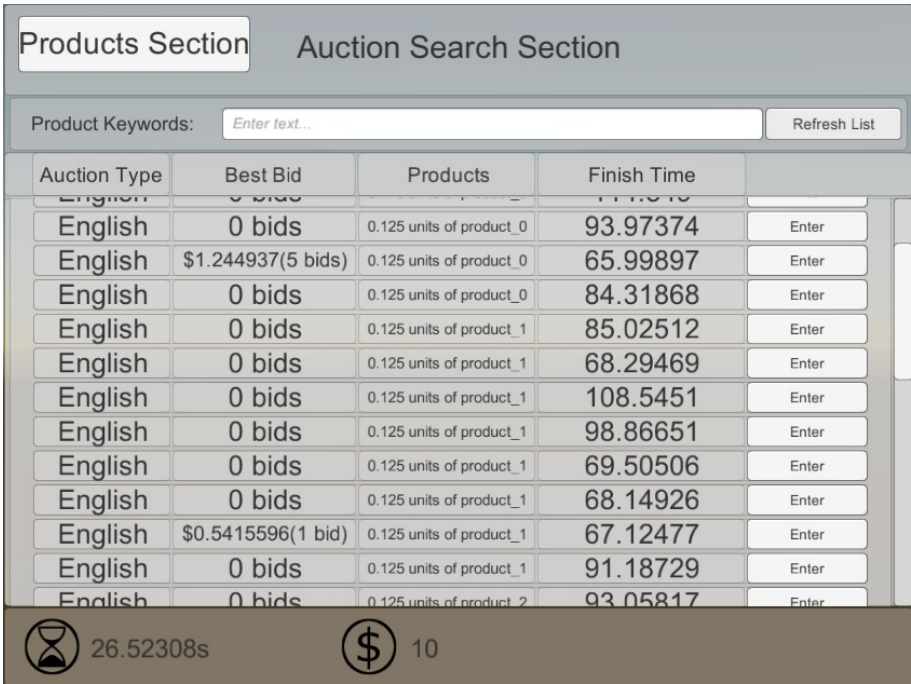 Products Section Auction Search Section
Product Keywords: Enter text... Refresh List
Auction Type Best Bid Products Finish Time
English 0 bids
English 0 bids 0.125 units of product_0 93.97374 Enter
English $1.244937(5 bids) 0.125 units of product_0 65.99897 Enter
English 0 bids 0.125 units of product_0 84.31868 Enter
English 0 bids 0.125 units of product_1 85.02512 Enter
English 0 bids 0.125 units of product_1 68.29469 Enter
English 0 bids 0.125 units of product_1 108.5451 Enter
English 0 bids 0.125 units of product_1 98.86651 Enter
English 0 bids 0.125 units of product_1 69.50506 Enter
English 0 bids 0.125 units of product_1 68.14926 Enter
English $0.5415596(1 bid) 0.125 units of product_1 67.12477 Enter
English 0 bids 0.125 units of product_1 91.18729 Enter
English 0 bids 0.125 units of product_2 93.05817 Enter
26.52308s $ 10